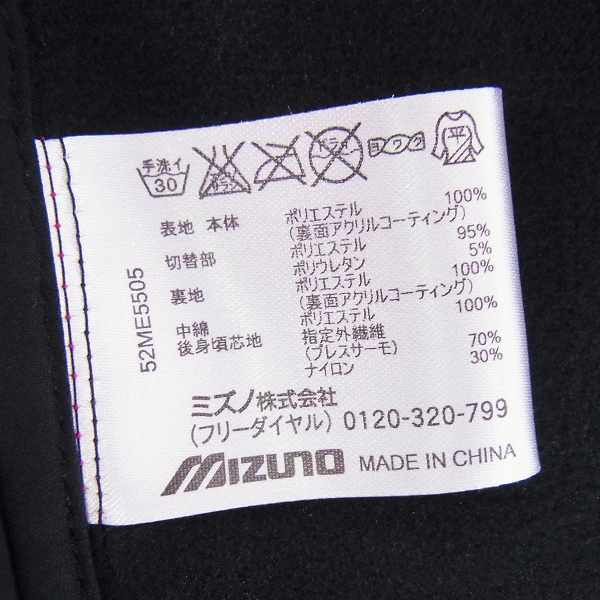 手洗イ
30
エンソサラシ
ドライ
ヨワク
平
表地 本体 ポリエステル 100%
(裏面アクリルコーティング)
切替部 ポリエステル 95%
ポリウレタン 5%
裏地 ポリエステル 100%
(裏面アクリルコーティング)
中綿 ポリエステル 100%
後身頃芯地 指定外繊維
(ブレスサーモ) 70%
ナイロン 30%
ミズノ株式会社
(フリーダイヤル) 0120-320-799
MIZUNO MADE IN CHINA
52ME5505